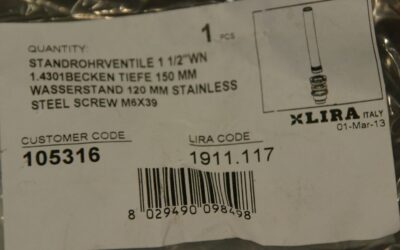 QUANTITY:
1 PCS
STANDROHRVENTILE 1 1/2"WN
1.4301BECKEN TIEFE 150 MM
WASSERSTAND 120 MM STAINLESS
STEEL SCREW M6X39
LIRA ITALY
01-Mar-13
CUSTOMER CODE
105316
LIRA CODE
1911.117
8 029490 098498